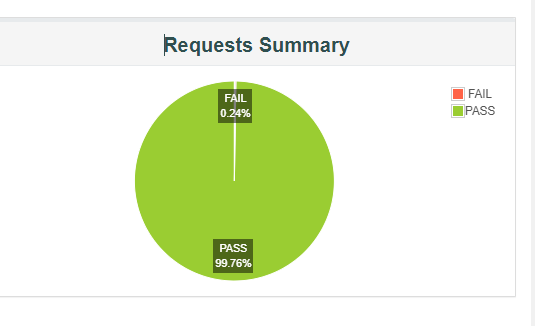 Requests Summary
FAIL
0.24%
FAIL
PASS
PASS
99.76%